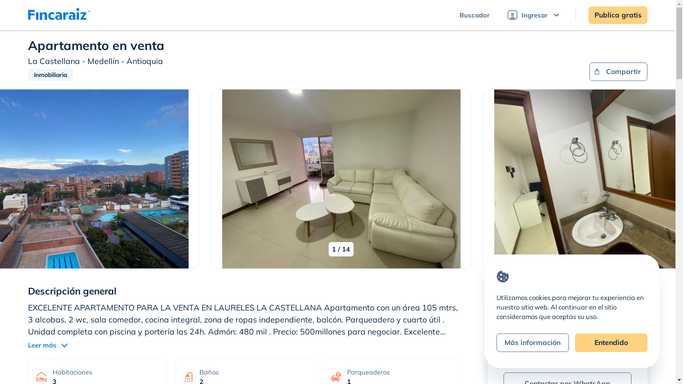 Fincaraiz
Buscador
Ingresar
Publica gratis
Apartamento en venta
La Castellana - Medellín - Antioquia
Inmobiliaria
Compartir
1 / 14
Descripción general
EXCELENTE APARTAMENTO PARA LA VENTA EN LAURELES LA CASTELLANA Apartamento con un área 105 mtrs,
3 alcobas, 2 wc, sala comedor, cocina integral, zona de ropas independiente, balcón. Parqueadero y cuarto útil .
Unidad completa con piscina y portería las 24h. Admón: 480 mil . Precio: 500millones para negociar. Excelente...
Leer más
Habitaciones
3
Baños
2
Parqueaderos
1
Utilizamos cookies para mejorar tu experiencia en
nuestro sitio web. Al continuar en el sitio
consideramos que aceptas su uso.
Más información
Entendido
Contactar por WhatsApp